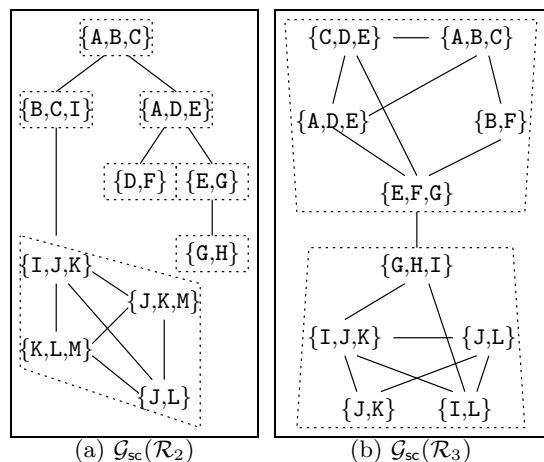 {A,B,C}
{B,C,I} {A,D,E}
{D,F} {E,G}
{G,H}
{I,J,K}
{J,K,M}
{K,L,M}
{J,L}
(a) 𝒢sc(ℛ2)
{C,D,E} {A,B,C}
{A,D,E} {B,F}
{E,F,G}
{G,H,I}
{I,J,K} {J,L}
{J,K} {I,L}
(b) 𝒢sc(ℛ3)